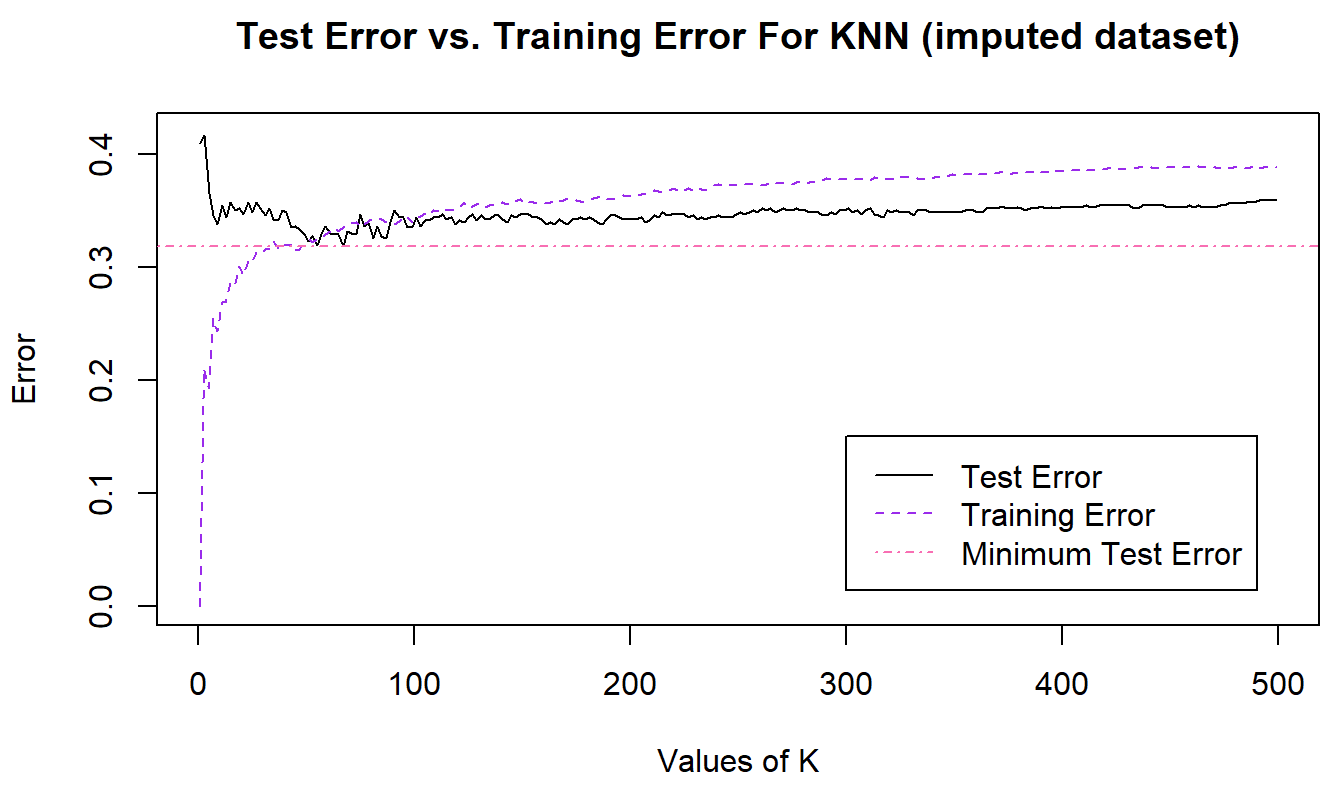 Test Error vs. Training Error For KNN (imputed dataset)
0.4
0.3
0.2
0.1
0.0
Error
Test Error
Training Error
Minimum Test Error
0 100 200 300 400 500
Values of K